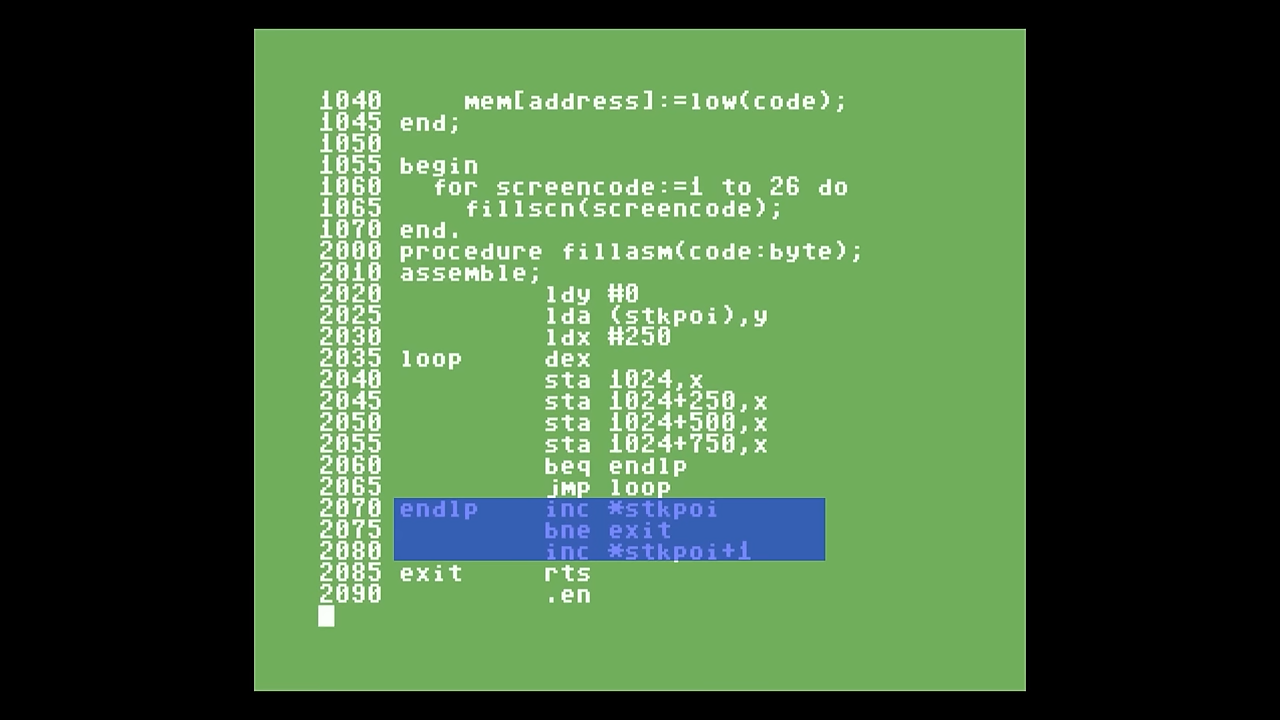 1040      mem[address]:=low(code);
1045 end;
1050
1055 begin
1060   for screencode:=1 to 26 do
1065     fillscn(screencode);
1070 end.
2000 procedure fillasm(code:byte);
2010 assemble;
2020          ldy #0
2025          lda (stkpoi),y
2030          ldx #250
2035 loop     dex
2040          sta 1024,x
2045          sta 1024+250,x
2050          sta 1024+500,x
2055          sta 1024+750,x
2060          beq endlp
2065          jmp loop
2070 endlp    inc *stkpoi
2075          bne exit
2080          inc *stkpoi+1
2085 exit     rts
2090          .en